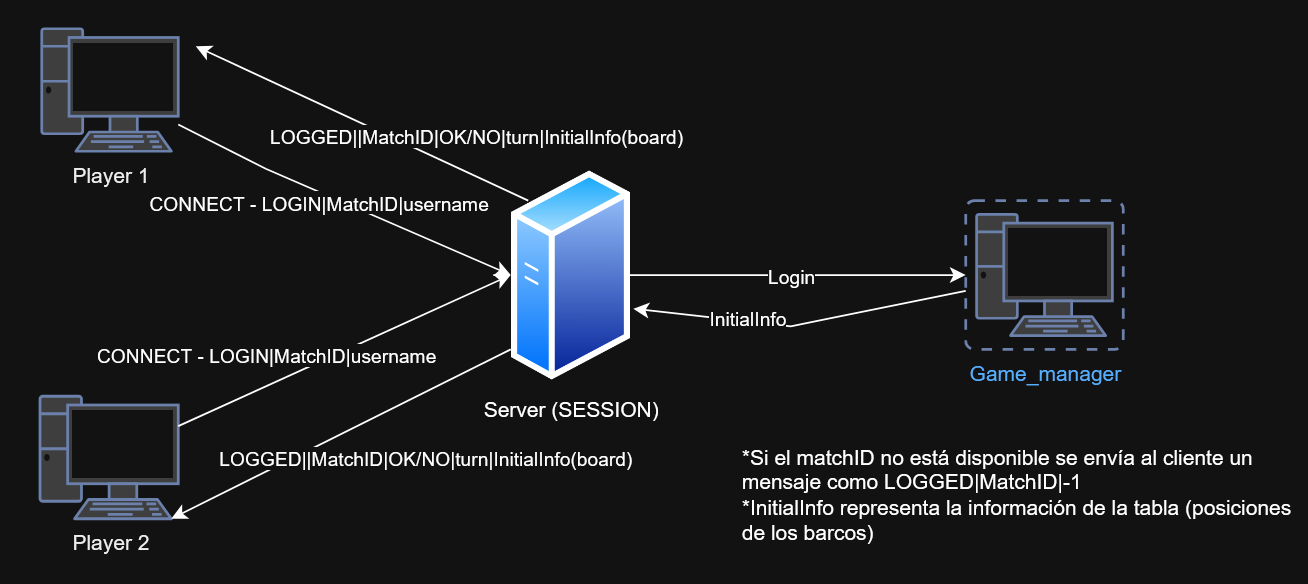 LOGGED||MatchID|OK/NO|turn|InitialInfo(board)
Player 1
CONNECT - LOGIN|MatchID|username
Login
InitialInfo
CONNECT - LOGIN|MatchID|username
Game_manager
Server (SESSION)
LOGGED||MatchID|OK/NO|turn|InitialInfo(board)
Player 2
*Si el matchID no está disponible se envía al cliente un
mensaje como LOGGED|MatchID|-1
*InitialInfo representa la información de la tabla (posiciones
de los barcos)